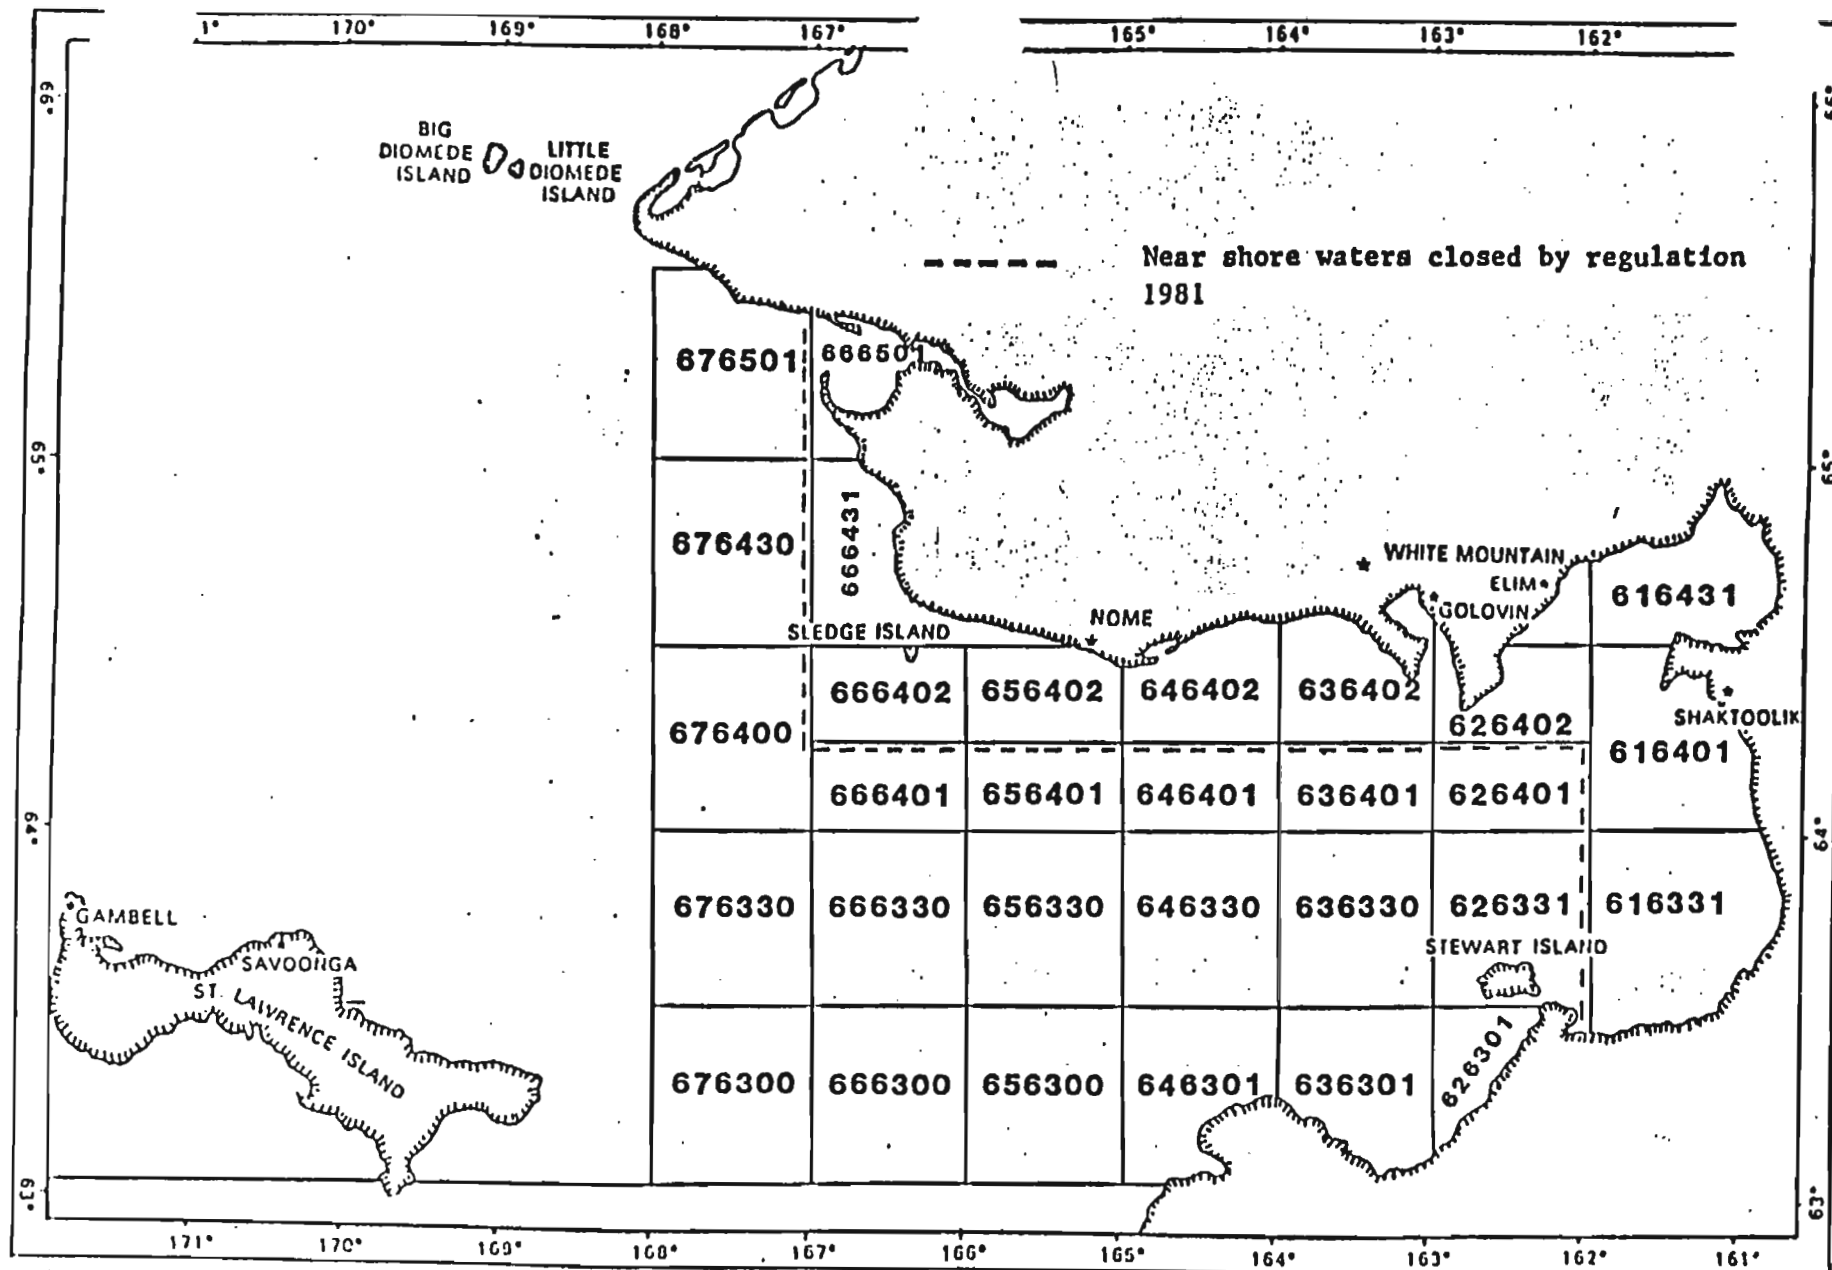 1° 170° 169° 168° 167° 165° 164° 163° 162°
66° 66°
BIG
DIOMEDE
ISLAND
LITTLE
DIOMEDE
ISLAND
Near shore waters closed by regulation
1981
676501 666501
65° 65°
676430 666431
WHITE MOUNTAIN
ELIM
GOLOVIN
616431
NOME
SLEDGE ISLAND
666402 656402 646402 636402 626402
SHAKTOOLIK
676400 616401
666401 656401 646401 636401 626401
64° 64°
676330 666330 656330 646330 636330 626331 616331
GAMBELL
SAVOONGA
ST. LAWRENCE ISLAND
STEWART ISLAND
676300 666300 656300 646301 636301 626301
63° 63°
171° 170° 169° 168° 167° 166° 165° 164° 163° 162° 161°